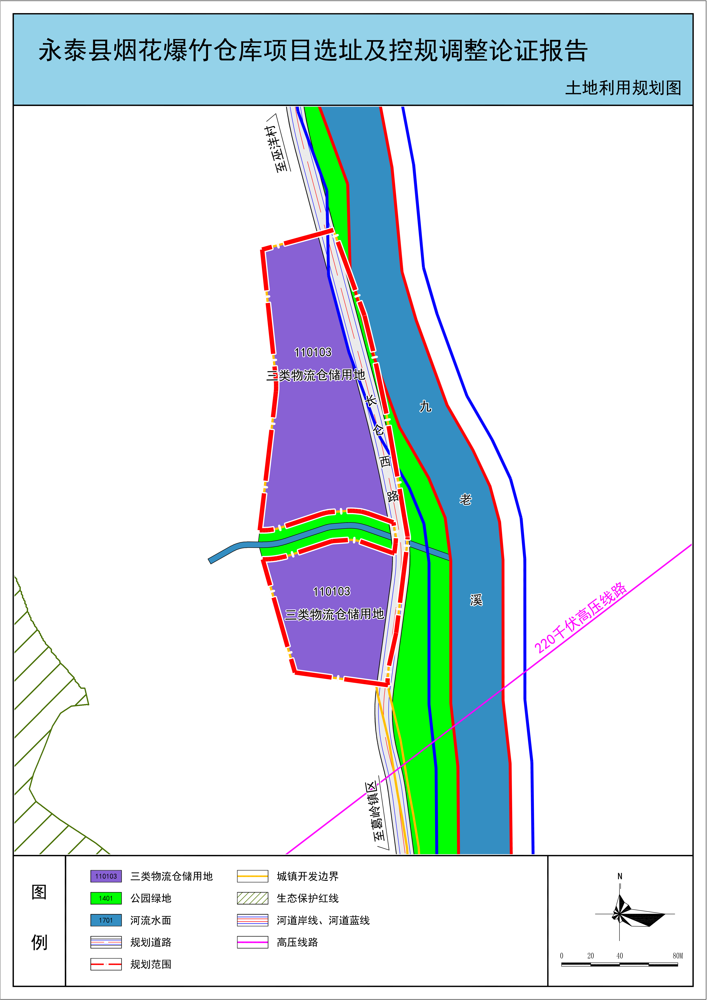 永泰县烟花爆竹仓库项目选址及控规调整论证报告
土地利用规划图
至巫洋村
110103
三类物流仓储用地
长仑西路
九老溪
110103
三类物流仓储用地
220千伏高压线路
至葛岭镇区
图例
110103 三类物流仓储用地
1401 公园绿地
1701 河流水面
规划道路
规划范围
城镇开发边界
生态保护红线
河道岸线、河道蓝线
高压线路
N
0 20 40 80M